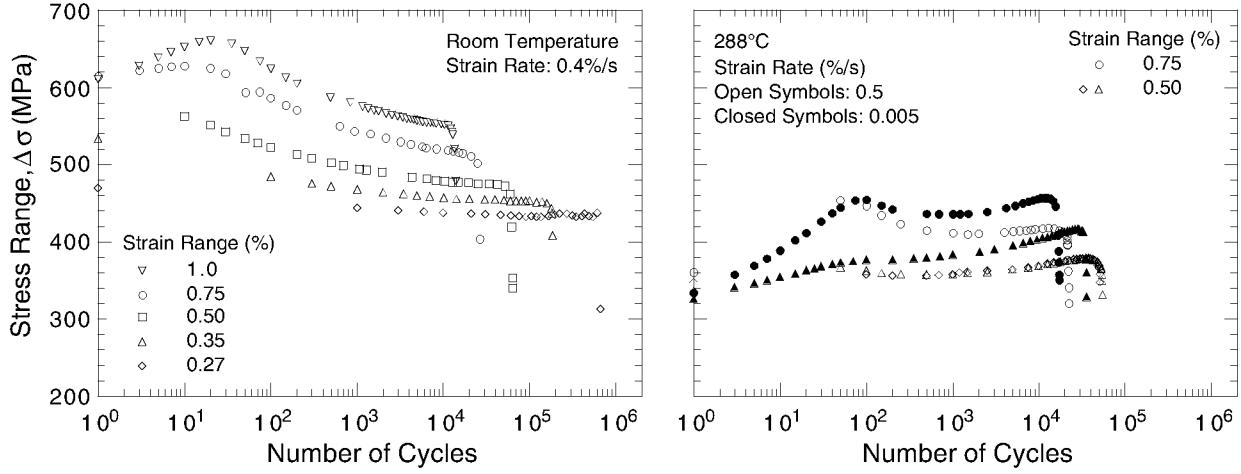 Stress Range, Δσ (MPa)
700
600
500
400
300
200
Room Temperature
Strain Rate: 0.4%/s
Strain Range (%)
1.0
0.75
0.50
0.35
0.27
10⁰ 10¹ 10² 10³ 10⁴ 10⁵ 10⁶
Number of Cycles
288°C
Strain Rate (%/s)
Open Symbols: 0.5
Closed Symbols: 0.005
Strain Range (%)
0.75
0.50
10⁰ 10¹ 10² 10³ 10⁴ 10⁵ 10⁶
Number of Cycles